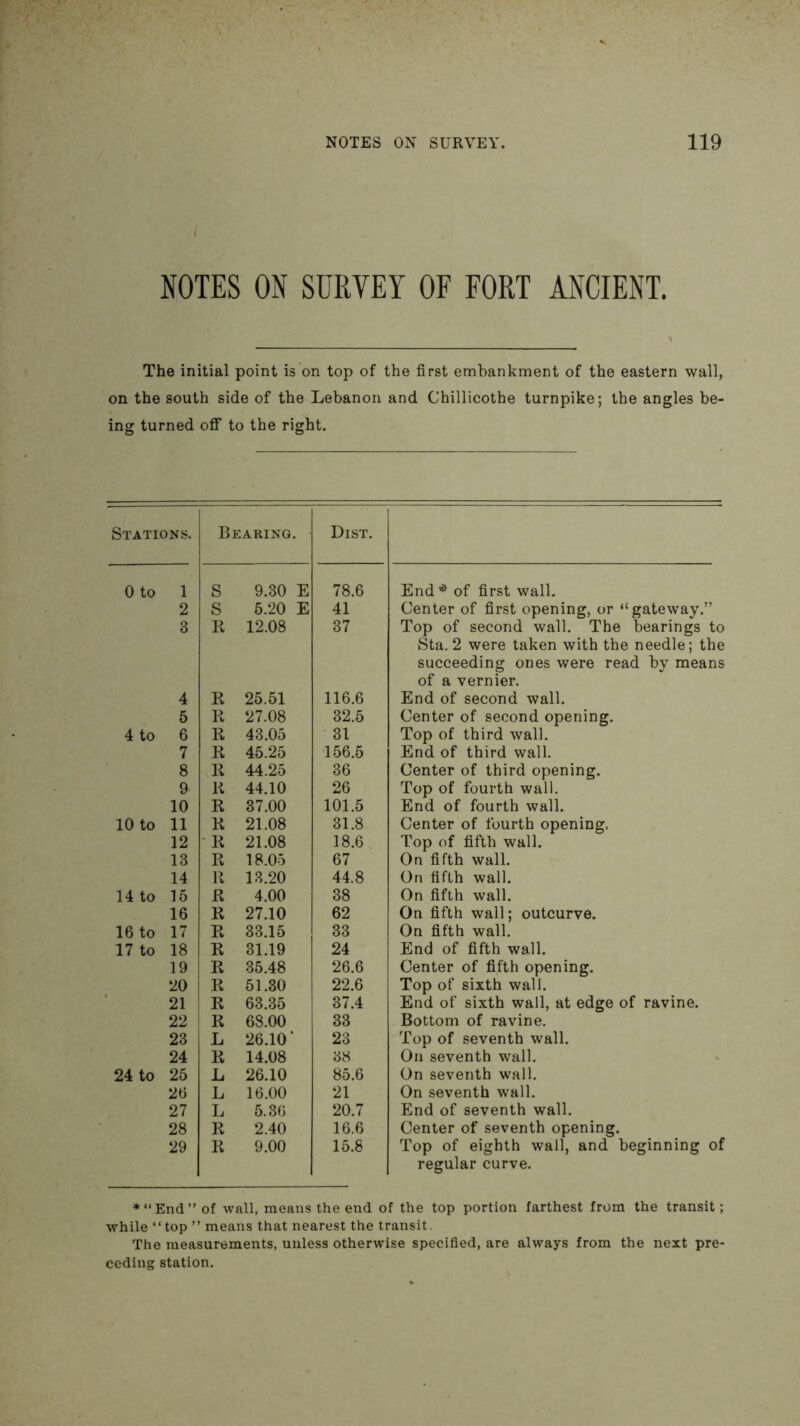 NOTES ON SURVEY. 119
NOTES ON SURVEY OF FORT ANCIENT.
The initial point is on top of the first embankment of the eastern wall,
on the south side of the Lebanon and Chillicothe turnpike; the angles be-
ing turned off to the right.
Stations. Bearing. Dist.
0 to 1 S 9.30 E 78.6 End* of first wall.
2 S 5.20 E 41 Center of first opening, or “gateway.”
3 R 12.08 37 Top of second wall. The bearings to
Sta. 2 were taken with the needle; the
succeeding ones were read by means
of a vernier.
4 R 25.51 116.6 End of second wall.
5 R 27.08 32.5 Center of second opening.
4 to 6 R 43.05 31 Top of third wall.
7 R 45.25 156.5 End of third wall.
8 R 44.25 36 Center of third opening.
9 R 44.10 26 Top of fourth wall.
10 R 37.00 101.5 End of fourth wall.
10 to 11 R 21.08 31.8 Center of fourth opening.
12 R 21.08 18.6 Top of fifth wall.
13 R 18.05 67 On fifth wall.
14 R 13.20 44.8 On fifth wall.
14 to 15 R 4.00 38 On fifth wall.
16 R 27.10 62 On fifth wall; outcurve.
16 to 17 R 33.15 33 On fifth wall.
17 to 18 R 31.19 24 End of fifth wall.
19 R 35.48 26.6 Center of fifth opening.
20 R 51.30 22.6 Top of sixth wall.
21 R 63.35 37.4 End of sixth wall, at edge of ravine.
22 R 68.00 33 Bottom of ravine.
23 L 26.10 23 Top of seventh wall.
24 R 14.08 38 On seventh wall.
24 to 25 L 26.10 85.6 On seventh wall.
26 L 16.00 21 On seventh wall.
27 L 5.36 20.7 End of seventh wall.
28 R 2.40 16.6 Center of seventh opening.
29 R 9.00 15.8 Top of eighth wall, and beginning of
regular curve.
*“End” of wall, means the end of the top portion farthest from the transit;
while “top” means that nearest the transit.
The measurements, unless otherwise specified, are always from the next pre-
ceding station.